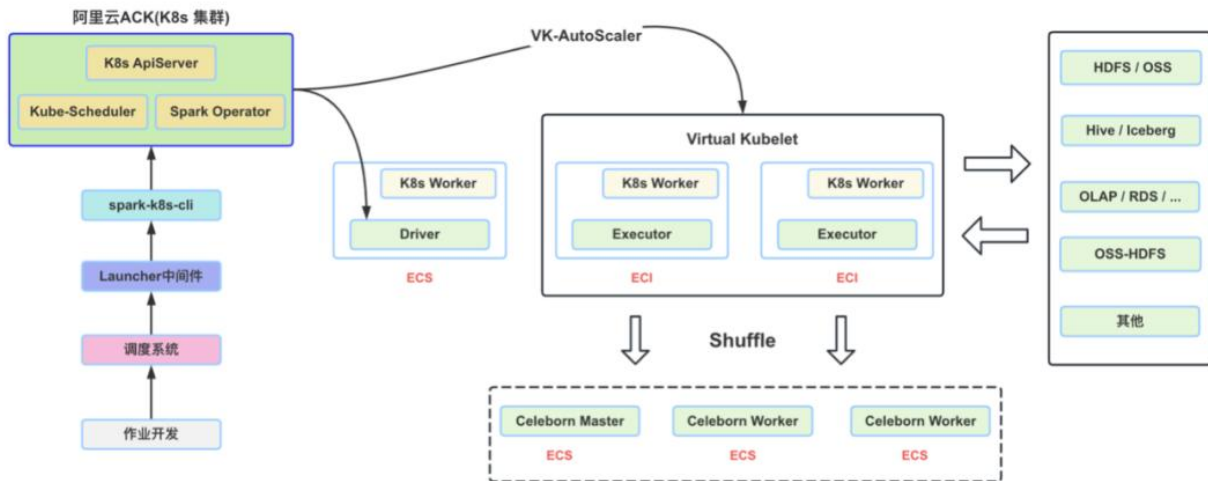 阿里云ACK(K8s 集群)
K8s ApiServer
Kube-Scheduler
Spark Operator
spark-k8s-cli
Launcher中间件
调度系统
作业开发
VK-AutoScaler
K8s Worker
Driver
ECS
Virtual Kubelet
K8s Worker
K8s Worker
Executor
Executor
ECI
ECI
Shuffle
Celeborn Master
Celeborn Worker
Celeborn Worker
ECS
ECS
ECS
HDFS / OSS
Hive / Iceberg
OLAP / RDS / ...
OSS-HDFS
其他